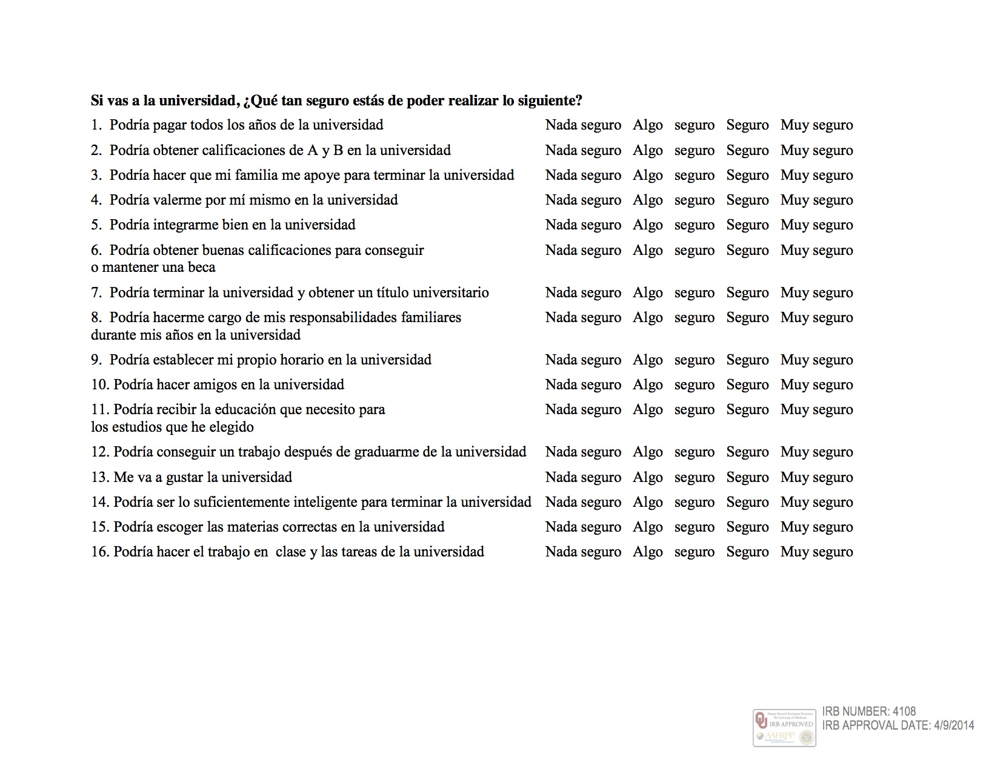 Si vas a la universidad, ¿Qué tan seguro estás de poder realizar lo siguiente?
1. Podría pagar todos los años de la universidad Nada seguro Algo seguro Seguro Muy seguro
2. Podría obtener calificaciones de A y B en la universidad Nada seguro Algo seguro Seguro Muy seguro
3. Podría hacer que mi familia me apoye para terminar la universidad Nada seguro Algo seguro Seguro Muy seguro
4. Podría valerme por mí mismo en la universidad Nada seguro Algo seguro Seguro Muy seguro
5. Podría integrarme bien en la universidad Nada seguro Algo seguro Seguro Muy seguro
6. Podría obtener buenas calificaciones para conseguir Nada seguro Algo seguro Seguro Muy seguro
o mantener una beca
7. Podría terminar la universidad y obtener un título universitario Nada seguro Algo seguro Seguro Muy seguro
8. Podría hacerme cargo de mis responsabilidades familiares Nada seguro Algo seguro Seguro Muy seguro
durante mis años en la universidad
9. Podría establecer mi propio horario en la universidad Nada seguro Algo seguro Seguro Muy seguro
10. Podría hacer amigos en la universidad Nada seguro Algo seguro Seguro Muy seguro
11. Podría recibir la educación que necesito para Nada seguro Algo seguro Seguro Muy seguro
los estudios que he elegido
12. Podría conseguir un trabajo después de graduarme de la universidad Nada seguro Algo seguro Seguro Muy seguro
13. Me va a gustar la universidad Nada seguro Algo seguro Seguro Muy seguro
14. Podría ser lo suficientemente inteligente para terminar la universidad Nada seguro Algo seguro Seguro Muy seguro
15. Podría escoger las materias correctas en la universidad Nada seguro Algo seguro Seguro Muy seguro
16. Podría hacer el trabajo en clase y las tareas de la universidad Nada seguro Algo seguro Seguro Muy seguro
Human Research Participant Protection
The University of Oklahoma
IRB APPROVED
AAHRPP
IRB NUMBER: 4108
IRB APPROVAL DATE: 4/9/2014